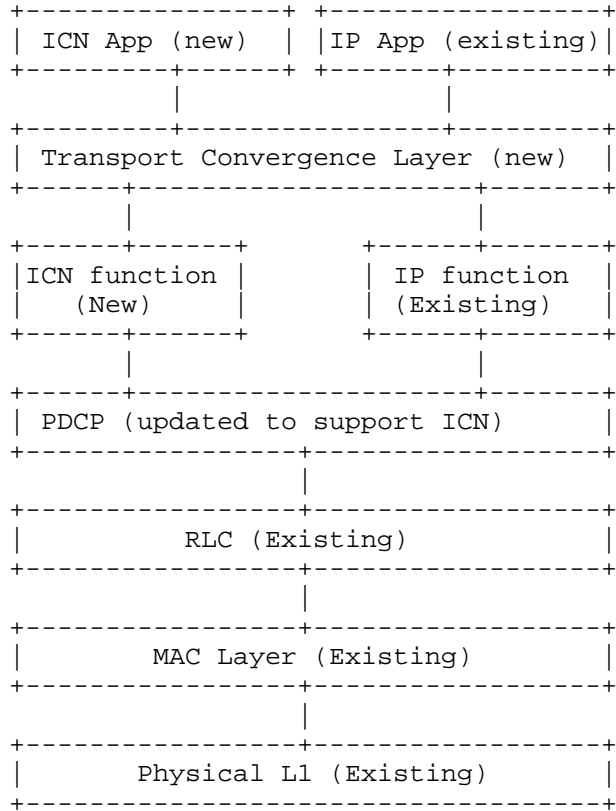 ICN App (new) IP App (existing)
Transport Convergence Layer (new)
ICN function IP function
(New) (Existing)
PDCP (updated to support ICN)
RLC (Existing)
MAC Layer (Existing)
Physical L1 (Existing)